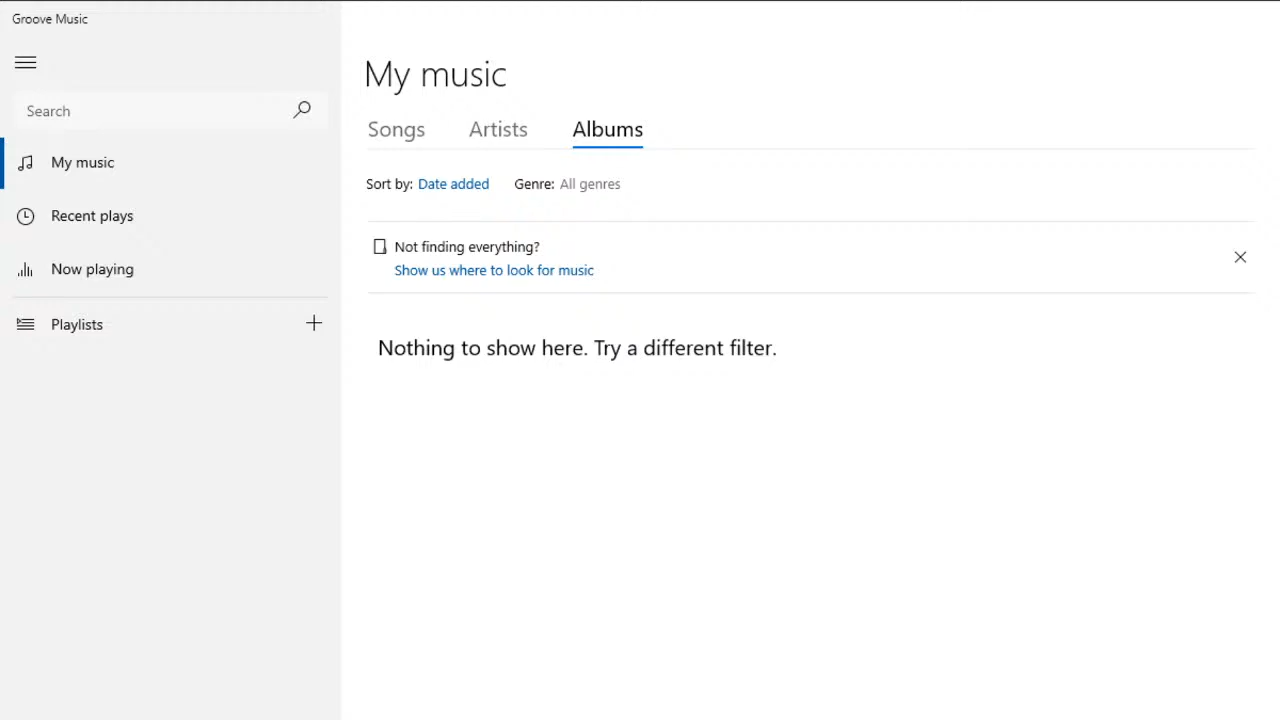 Groove Music
Search
My music
Recent plays
Now playing
Playlists
My music
Songs Artists Albums
Sort by: Date added Genre: All genres
Not finding everything?
Show us where to look for music
Nothing to show here. Try a different filter.